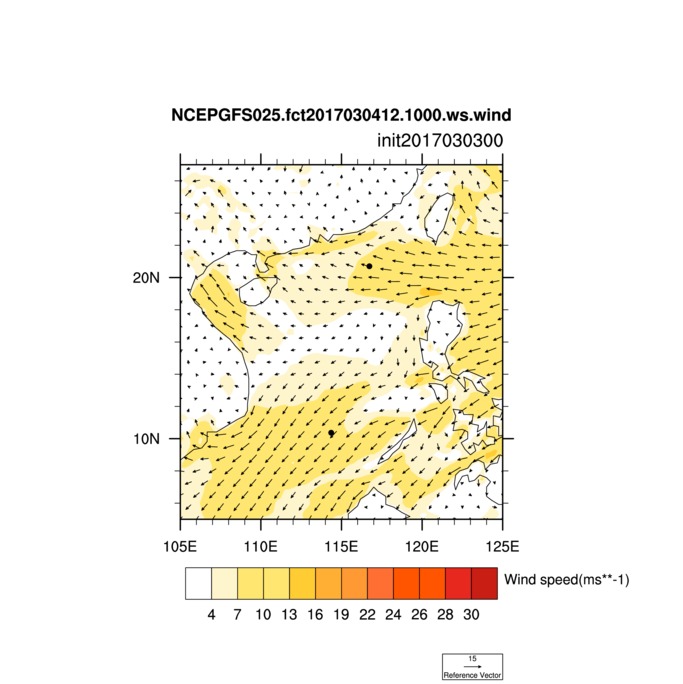 NCEPGFS025.fct2017030412.1000.ws.wind
init2017030300
20N
10N
105E 110E 115E 120E 125E
Wind speed(ms**-1)
4 7 10 13 16 19 22 24 26 28 30
15
Reference Vector